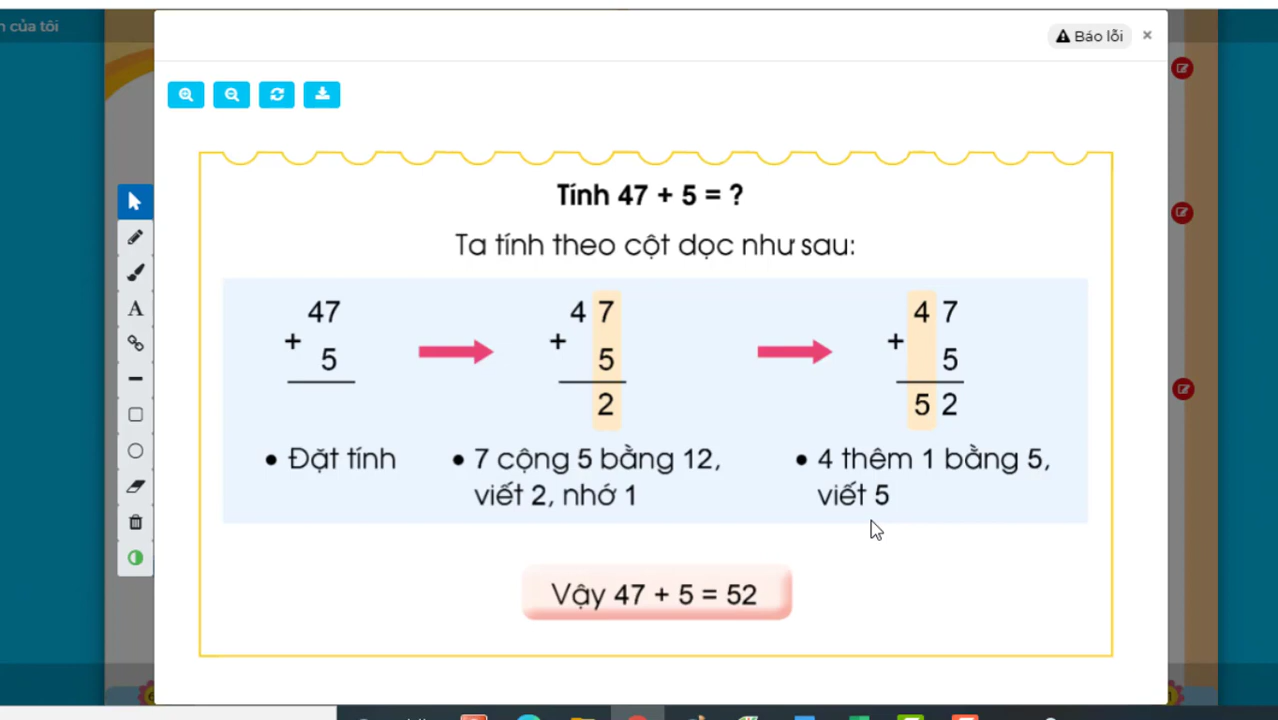 n của tôi
Báo lỗi ×
Tính 47 + 5 = ?
Ta tính theo cột dọc như sau:
47
+
5
4 7
+
5
2
4 7
+
5
5 2
• Đặt tính
• 7 cộng 5 bằng 12,
viết 2, nhớ 1
• 4 thêm 1 bằng 5,
viết 5
Vậy 47 + 5 = 52